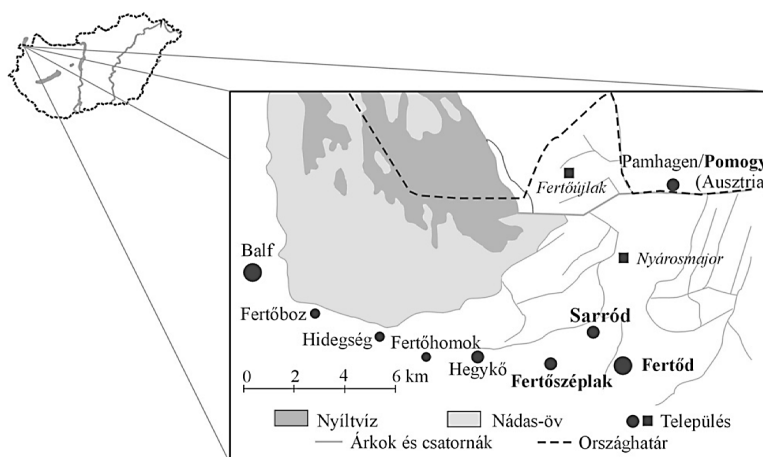 Pamhagen/Pomogy
(Ausztria
Fertőújlak
Balf
Nyárosmajor
Fertőboz
Sarród
Hidegség
Fertőhomok
Hegykő
Fertőszéplak
Fertőd
0 2 4 6 km
Nyíltvíz
Nádas-öv
Település
Árkok és csatornák
Országhatár